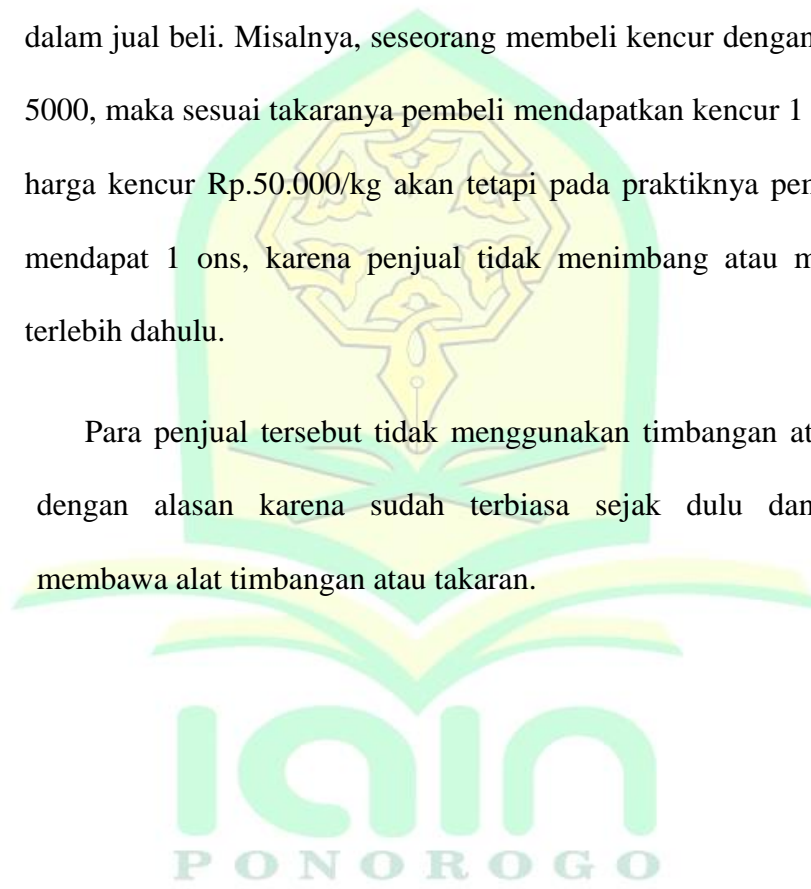 dalam jual beli. Misalnya, seseorang membeli kencur dengan
5000, maka sesuai takaranya pembeli mendapatkan kencur 1
harga kencur Rp.50.000/kg akan tetapi pada praktiknya
mendapat 1 ons, karena penjual tidak menimbang atau
terlebih dahulu.
Para penjual tersebut tidak menggunakan timbangan
dengan alasan karena sudah terbiasa sejak dulu dan
membawa alat timbangan atau takaran.
iain
PONOROGO